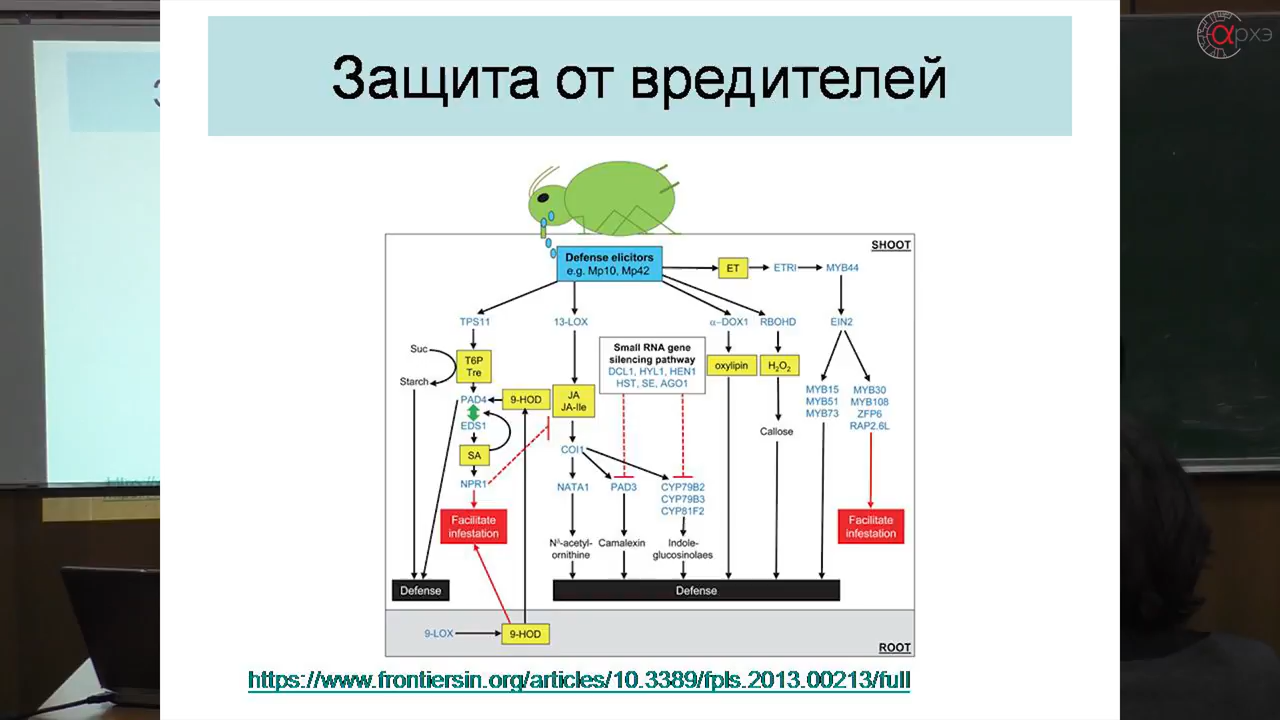 αрхэ
Защита от вредителей
SHOOT
Defense elicitors
e.g. Mp10, Mp42
ET
ETRI
MYB44
TPS11
13-LOX
α–DOX1
RBOHD
EIN2
Suc
Starch
T6P
Tre
Small RNA gene
silencing pathway
DCL1, HYL1, HEN1
HST, SE, AGO1
oxylipin
H₂O₂
PAD4
9-HOD
JA
JA-Ile
EDS1
MYB15
MYB51
MYB73
MYB30
MYB108
ZFP6
RAP2.6L
Callose
SA
COI1
NPR1
NATA1
PAD3
CYP79B2
CYP79B3
CYP81F2
Facilitate
infestation
Facilitate
infestation
Camalexin
Indole-
glucosinolaes
ornithine
Defense
Defense
9-LOX
9-HOD
ROOT
https://www.frontiersin.org/articles/10.3389/fpls.2013.00213/full